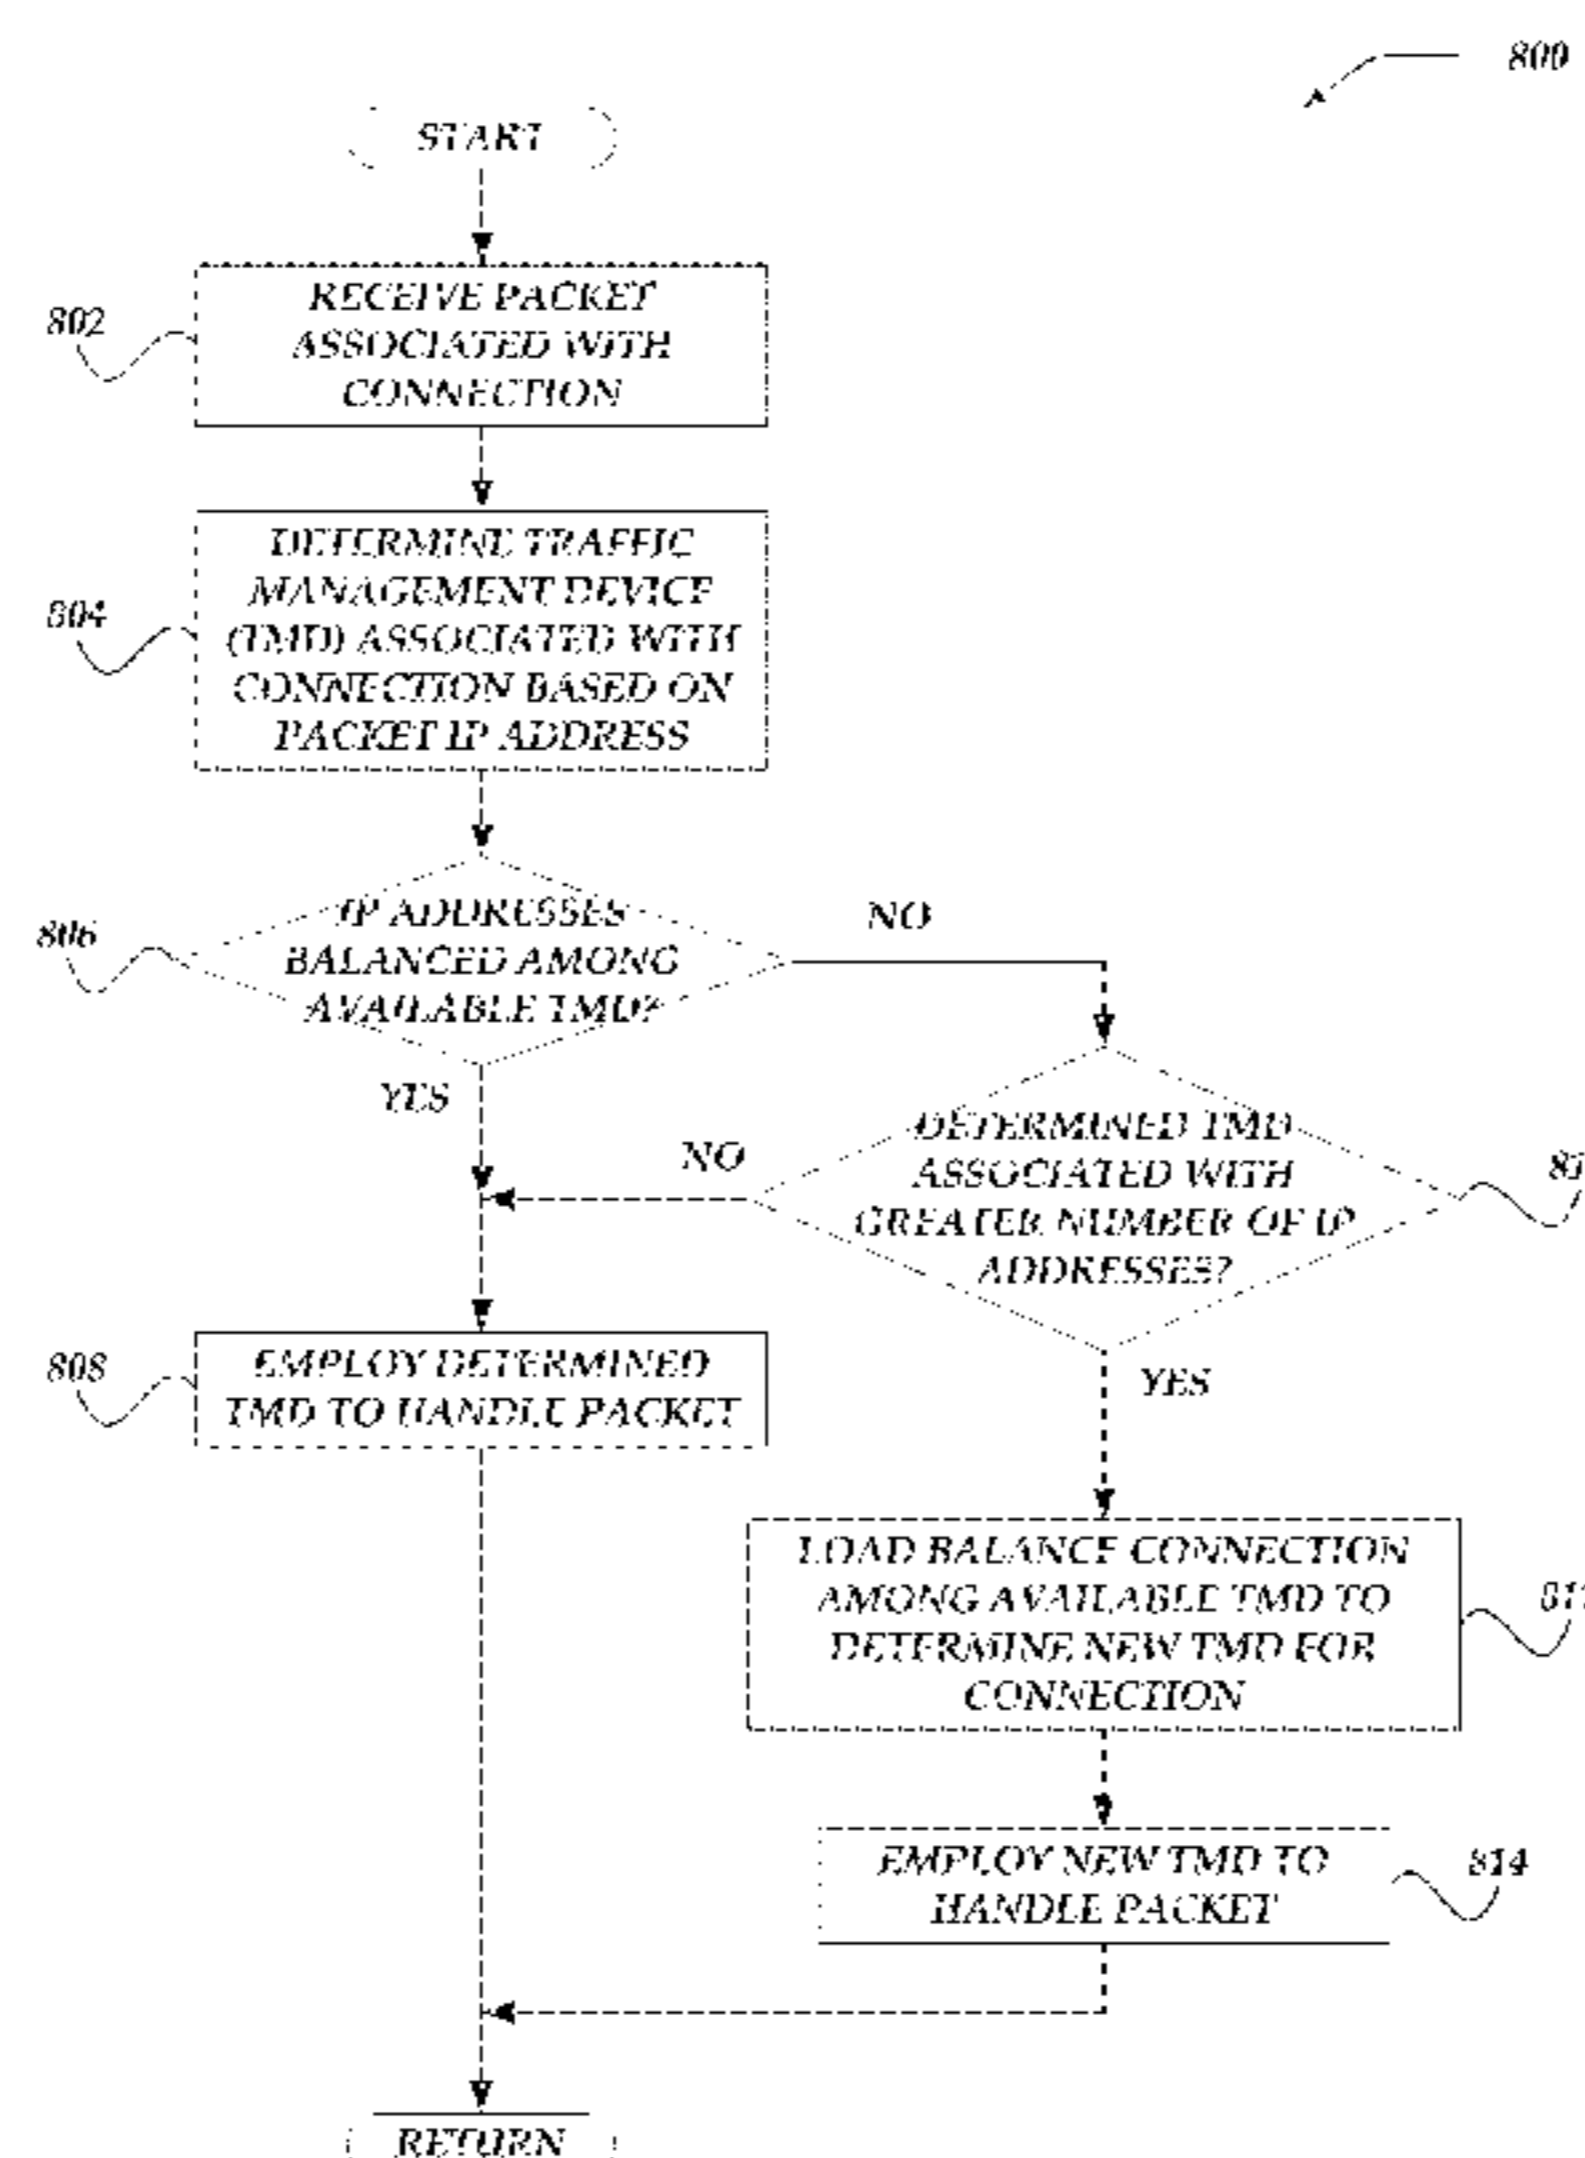 800
START
802
RECEIVE PACKET
ASSOCIATED WITH
CONNECTION
804
DETERMINE TRAFFIC
MANAGEMENT DEVICE
(TMD) ASSOCIATED WITH
CONNECTION BASED ON
PACKET IP ADDRESS
806
IP ADDRESSES
BALANCED AMONG
AVAILABLE TMD?
NO
YES
NO
DETERMINED TMD
ASSOCIATED WITH
GREATER NUMBER OF IP
ADDRESSES?
YES
808
EMPLOY DETERMINED
TMD TO HANDLE PACKET
LOAD BALANCE CONNECTION
AMONG AVAILABLE TMD TO
DETERMINE NEW TMD FOR
CONNECTION
EMPLOY NEW TMD TO
HANDLE PACKET
814
RETURN